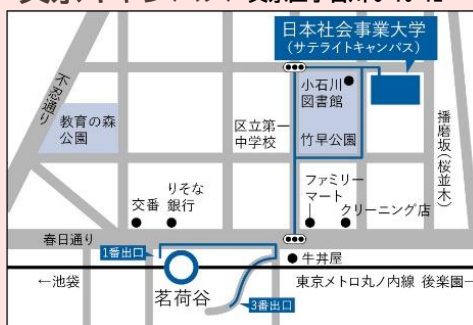 日本社会事業大学
(サテライトキャンパス)
不忍通り
小石川
図書館
教育の森
公園
区立第一
中学校
竹早公園
播磨坂(桜並木)
りそな
銀行
交番
ファミリー
マート
クリーニング店
春日通り
1番出口
牛丼屋
←池袋
茗荷谷
東京メトロ丸ノ内線 後楽園→
3番出口